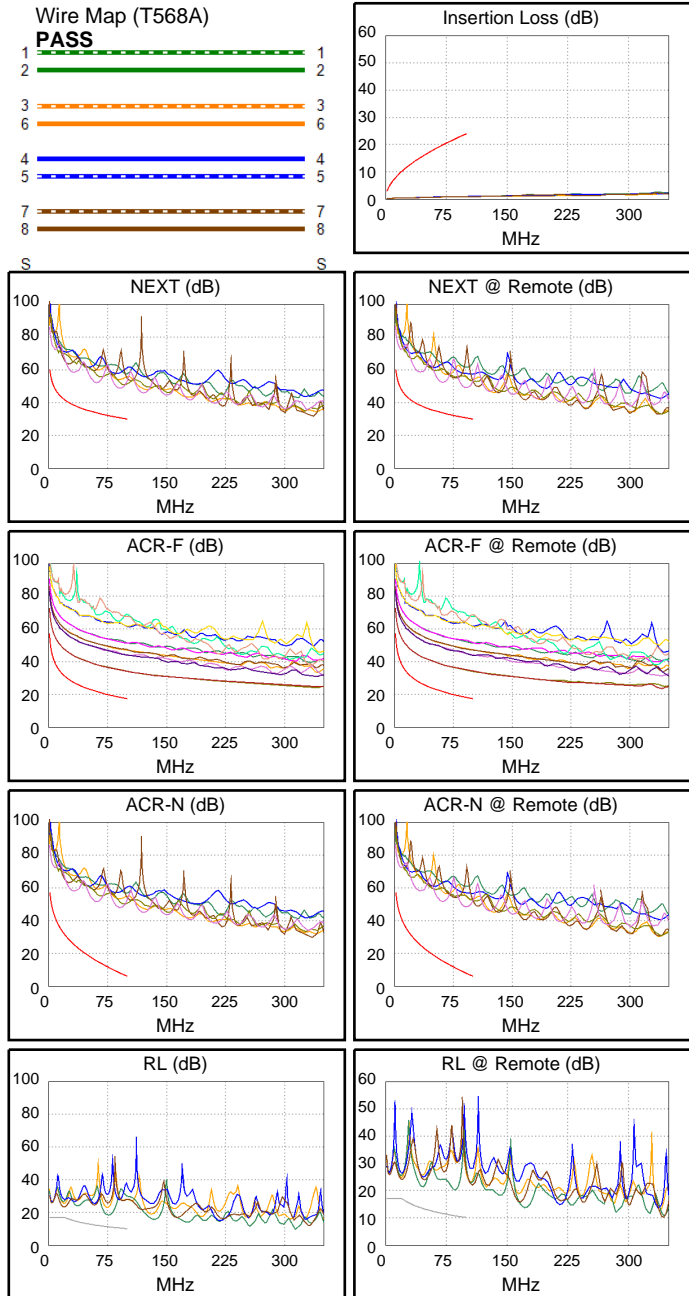 Wire Map (T568A)
PASS
1 1
2 2
3 3
6 6
4 4
5 5
7 7
8 8
S S
Insertion Loss (dB)
60
50
40
30
20
10
0
0 75 150 225 300
MHz
NEXT (dB)
100
80
60
40
20
0
0 75 150 225 300
MHz
NEXT @ Remote (dB)
100
80
60
40
20
0
0 75 150 225 300
MHz
ACR-F (dB)
100
80
60
40
20
0
0 75 150 225 300
MHz
ACR-F @ Remote (dB)
100
80
60
40
20
0
0 75 150 225 300
MHz
ACR-N (dB)
100
80
60
40
20
0
0 75 150 225 300
MHz
ACR-N @ Remote (dB)
100
80
60
40
20
0
0 75 150 225 300
MHz
RL (dB)
100
80
60
40
20
0
0 75 150 225 300
MHz
RL @ Remote (dB)
60
50
40
30
20
10
0
0 75 150 225 300
MHz